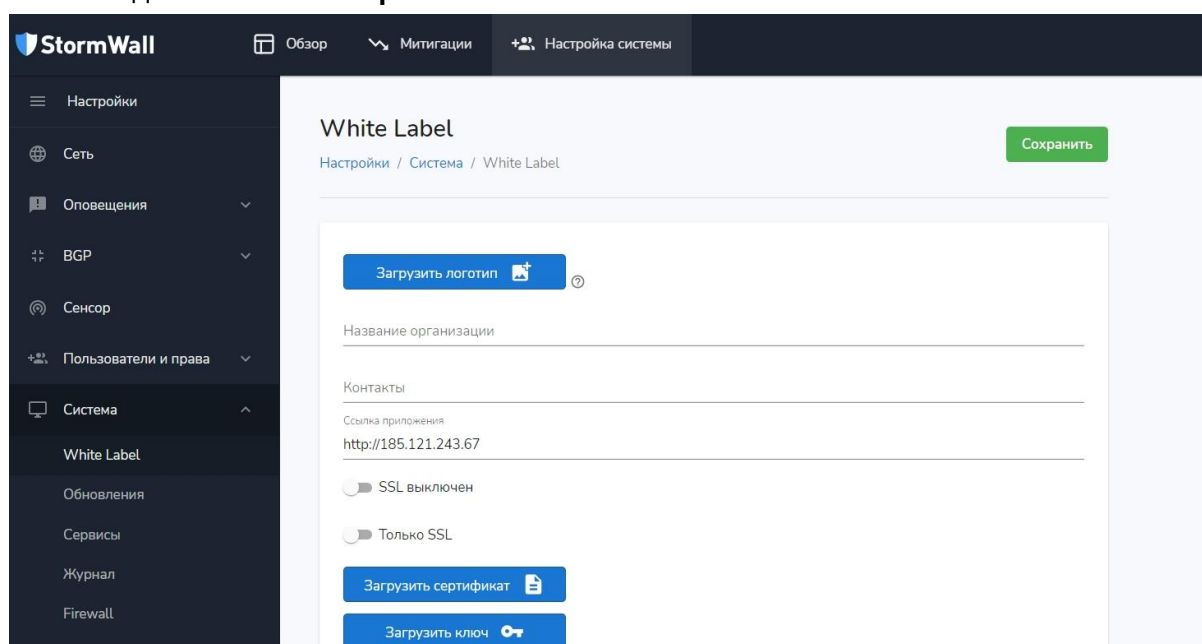 StormWall
Обзор
Митигации
Настройка системы
Настройки
Сеть
Оповещения
BGP
Сенсор
Пользователи и права
Система
White Label
Обновления
Сервисы
Журнал
Firewall
White Label
Настройки / Система / White Label
Сохранить
Загрузить логотип
Название организации
Контакты
Ссылка приложения
http://185.121.243.67
SSL выключен
Только SSL
Загрузить сертификат
Загрузить ключ